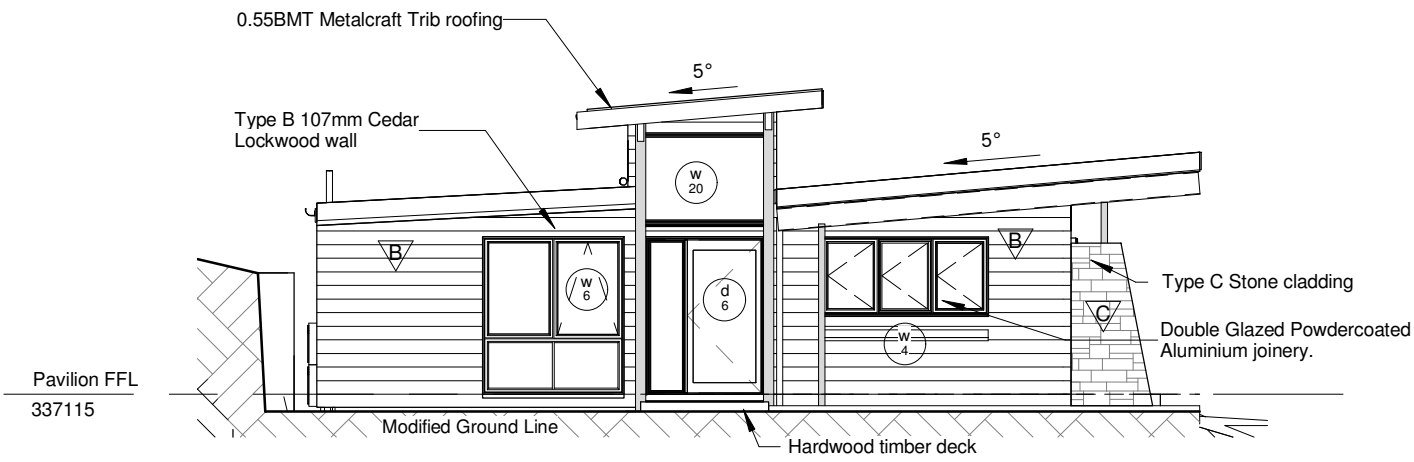 0.55BMT Metalcraft Trib roofing
5°
Type B 107mm Cedar
Lockwood wall
5°
w
20
B
B
w
6
d
6
Type C Stone cladding
C
w
4
Double Glazed Powdercoated
Aluminium joinery.
Pavilion FFL
337115
Modified Ground Line
Hardwood timber deck